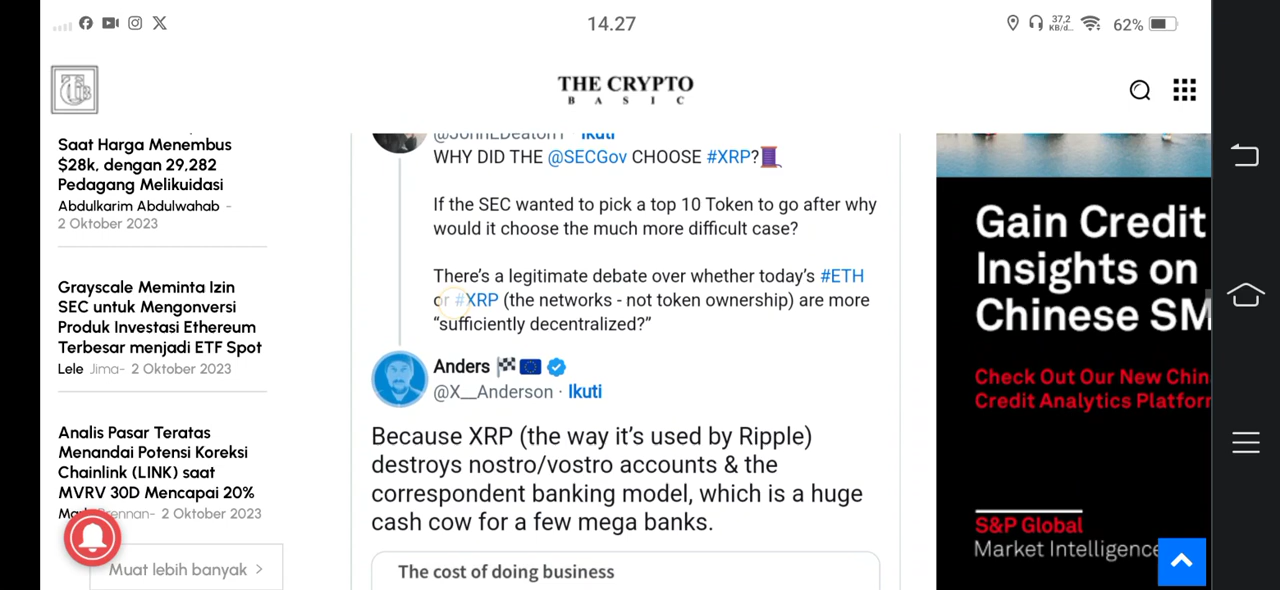 14.27
37,2
KB/d...
62%
THE CRYPTO
BASIC
Saat Harga Menembus
$28k, dengan 29,282
Pedagang Melikuidasi
Abdulkarim Abdulwahab -
2 Oktober 2023
Grayscale Meminta Izin
SEC untuk Mengonversi
Produk Investasi Ethereum
Terbesar menjadi ETF Spot
Lele Jima- 2 Oktober 2023
Analis Pasar Teratas
Menandai Potensi Koreksi
Chainlink (LINK) saat
MVRV 30D Mencapai 20%
2 Oktober 2023
Muat lebih banyak >
@JohnEDeaton1 · Ikuti
WHY DID THE @SECGov CHOOSE #XRP?🧵
If the SEC wanted to pick a top 10 Token to go after why
would it choose the much more difficult case?
There's a legitimate debate over whether today's #ETH
or #XRP (the networks - not token ownership) are more
“sufficiently decentralized?”
Anders 🏁 🇪🇺
@X__Anderson · Ikuti
Because XRP (the way it's used by Ripple)
destroys nostro/vostro accounts & the
correspondent banking model, which is a huge
cash cow for a few mega banks.
The cost of doing business
Gain Credit
Insights on
Chinese SM
Check Out Our New Chin
Credit Analytics Platfor
S&P Global
Market Intelligence